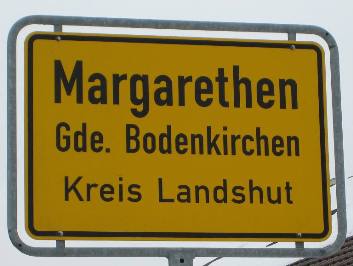 Margarethen
Gde. Bodenkirchen
Kreis Landshut